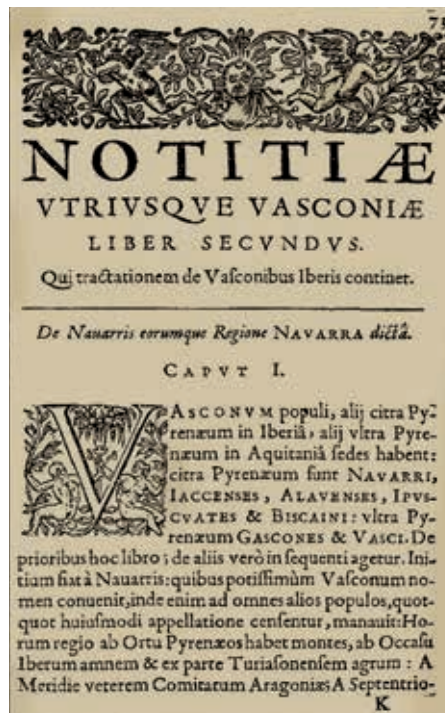 73
NOTITIÆ
VTRIVSQVE VASCONIÆ
LIBER SECVNDVS.
Qui tractationem de Vaſconibus Iberis continet.
De Nauarris eorumque Regione NAVARRA dictâ.
CAPVT I.
VASCONVM populi, alij citra Py-
renæum in Iberiâ, alij vltra Pyre-
næum in Aquitaniâ ſedes habent:
citra Pyrenæum ſunt NAVARRI,
IACCENSES, ALAVENSES, IPVS-
CVATES & BISCAINI: vltra Py-
renæum GASCONES & VASCI. De
prioribus hoc libro; de aliis verò in ſequenti agetur. Ini-
tium fiat à Nauarris: quibus potiſſimùm Vaſconum no-
men conuenit, inde enim ad omnes alios populos, quot-
quot huiuſmodi appellatione cenſentur, manauit: Ho-
rum regio ab Ortu Pyrenæos habet montes, ab Occaſu
Iberum amnem & ex parte Turiaſonenſem agrum: A
Meridie veterem Comitatum Aragoniæ; A Septentrio-
K